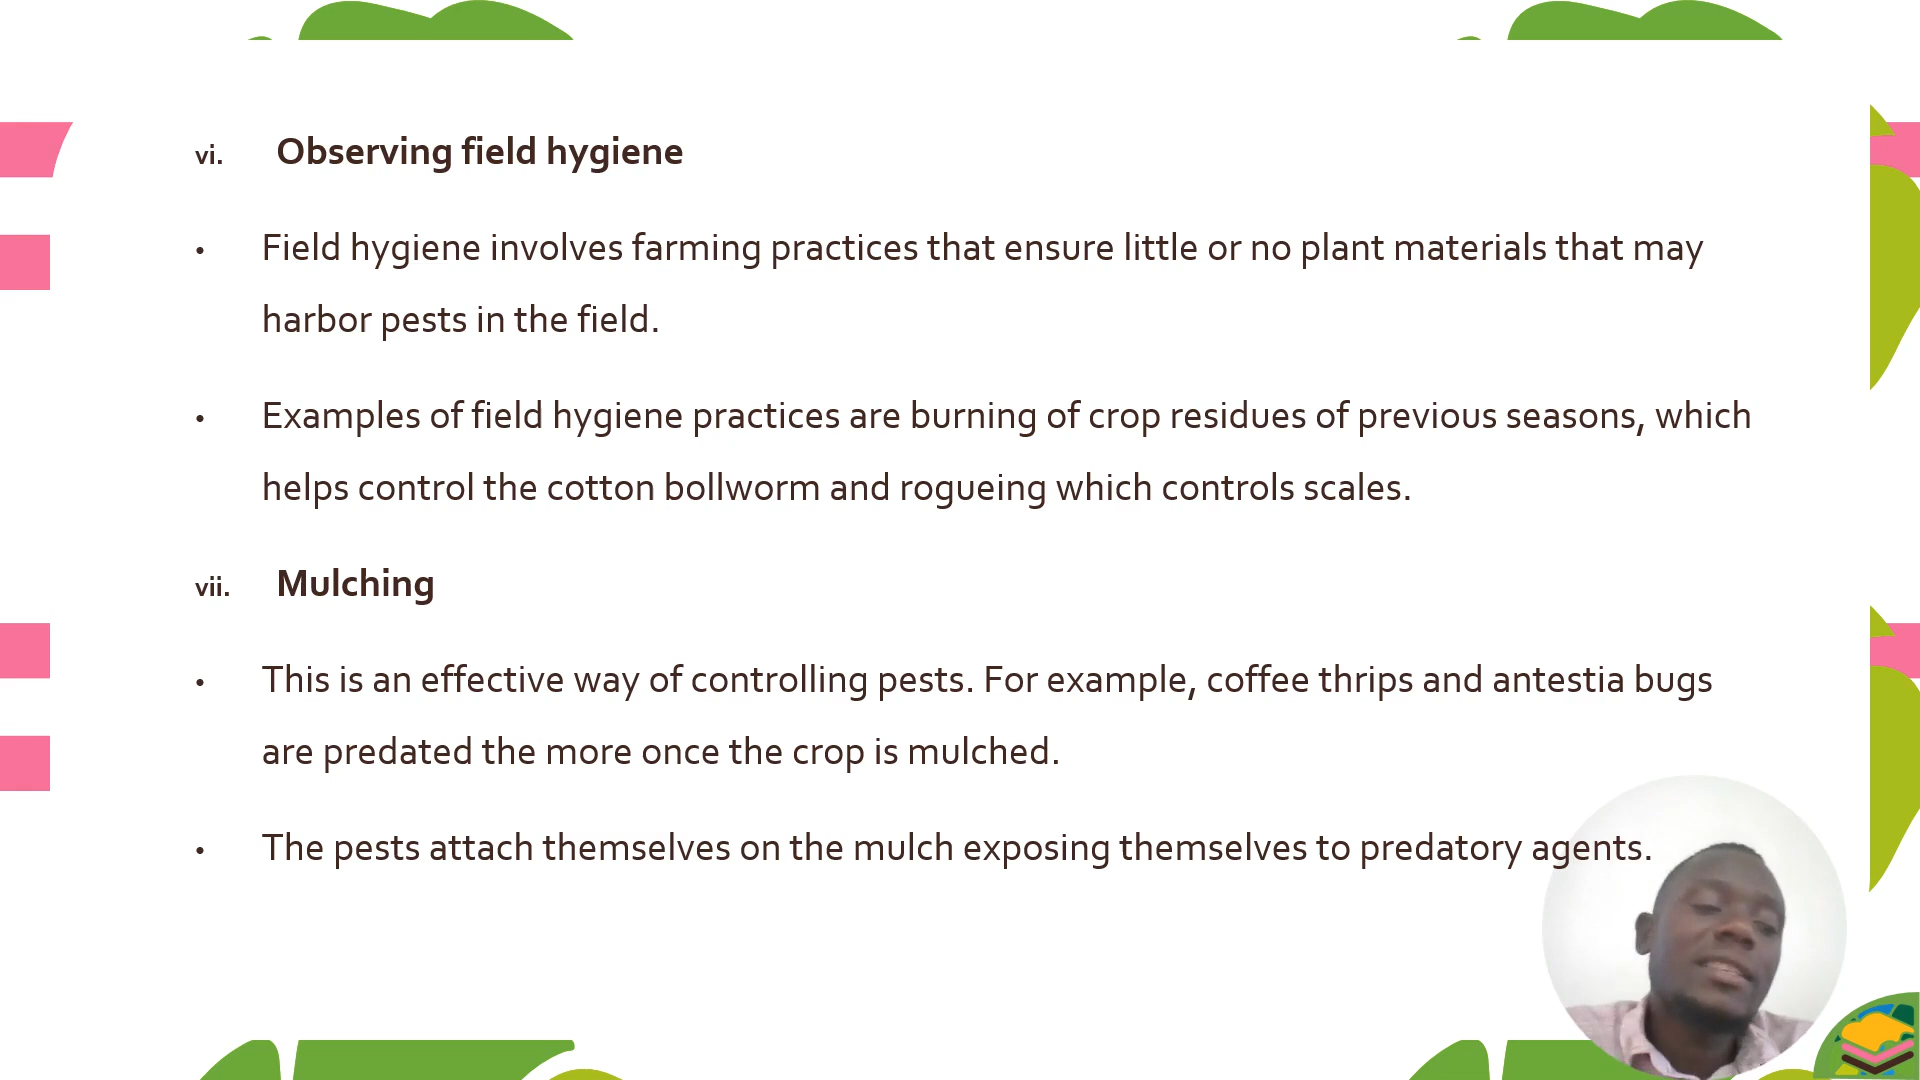 vi. Observing field hygiene
• Field hygiene involves farming practices that ensure little or no plant materials that may
harbor pests in the field.
• Examples of field hygiene practices are burning of crop residues of previous seasons, which
helps control the cotton bollworm and rogueing which controls scales.
vii. Mulching
• This is an effective way of controlling pests. For example, coffee thrips and antestia bugs
are predated the more once the crop is mulched.
• The pests attach themselves on the mulch exposing themselves to predatory agents.